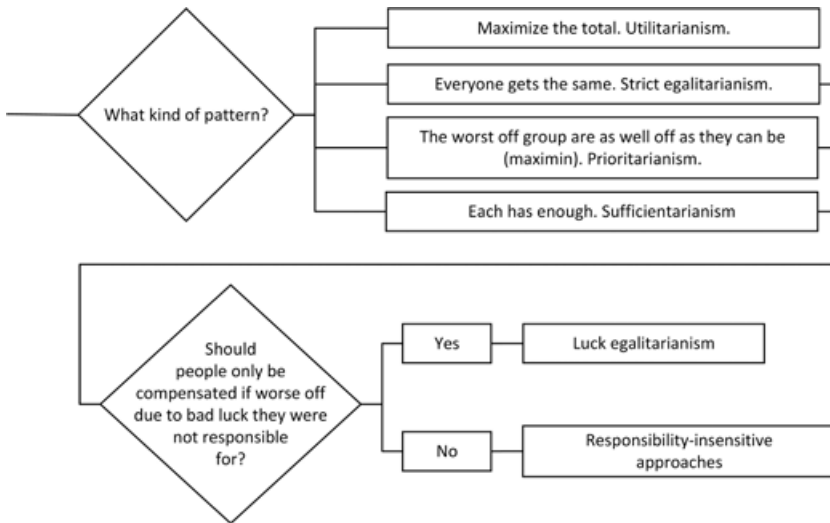 What kind of pattern?
Maximize the total. Utilitarianism.
Everyone gets the same. Strict egalitarianism.
The worst off group are as well off as they can be
(maximin). Prioritarianism.
Each has enough. Sufficientarianism
Should
people only be
compensated if worse off
due to bad luck they were
not responsible
for?
Yes
Luck egalitarianism
No
Responsibility-insensitive
approaches